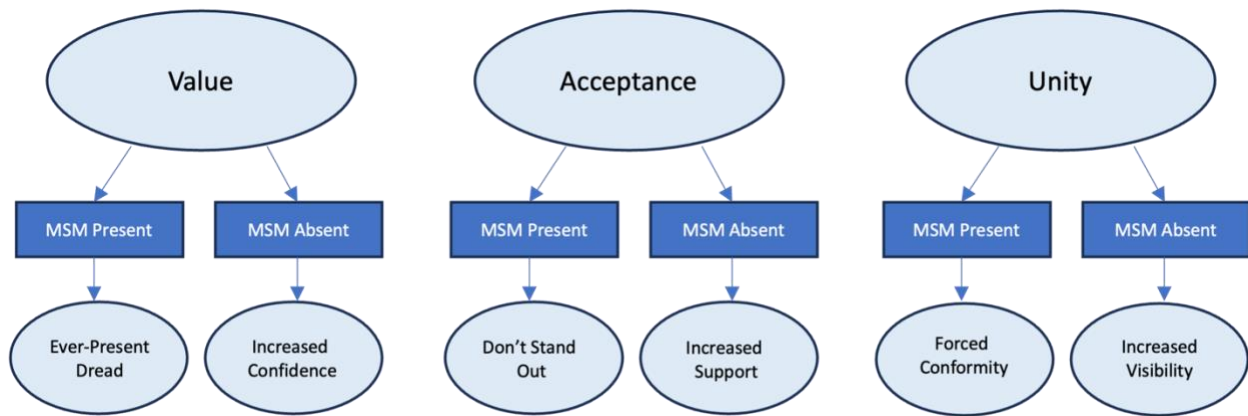 Value
Acceptance
Unity
MSM Present
MSM Absent
MSM Present
MSM Absent
MSM Present
MSM Absent
Ever-Present
Dread
Increased
Confidence
Don’t Stand
Out
Increased
Support
Forced
Conformity
Increased
Visibility